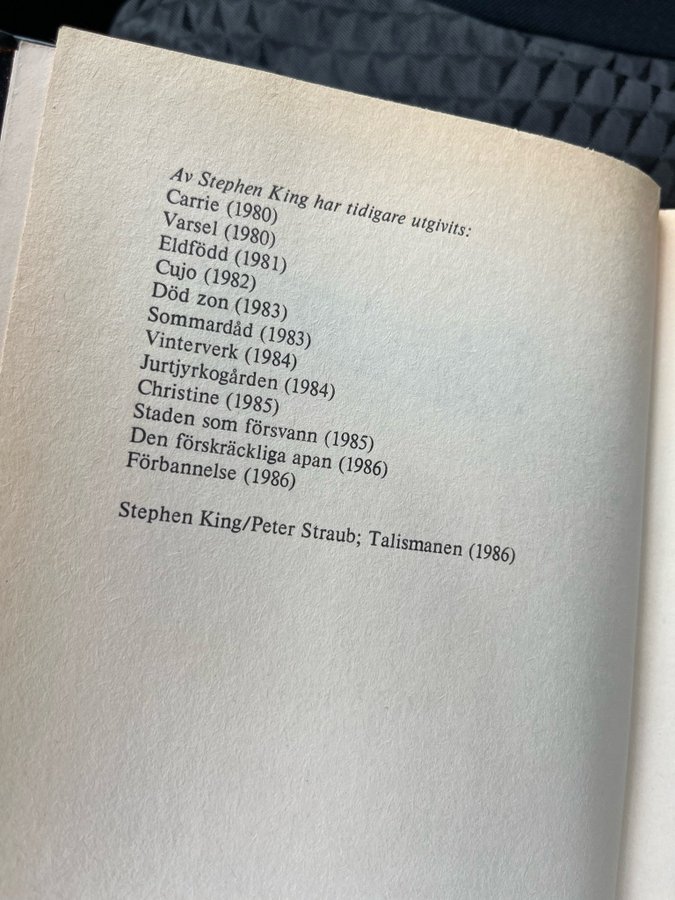 Av Stephen King har tidigare utgivits:
Carrie (1980)
Varsel (1980)
Eldfödd (1981)
Cujo (1982)
Död zon (1983)
Sommardåd (1983)
Vinterverk (1984)
Jurtjyrkogården (1984)
Christine (1985)
Staden som försvann (1985)
Den förskräckliga apan (1986)
Förbannelse (1986)
Stephen King/Peter Straub; Talismanen (1986)